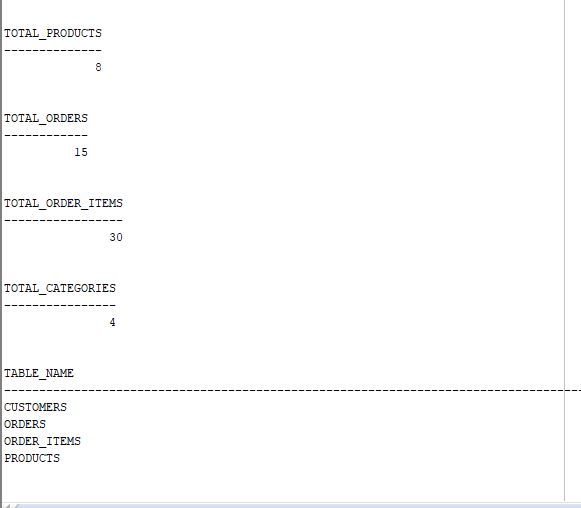 TOTAL_PRODUCTS
--------------
8
TOTAL_ORDERS
------------
15
TOTAL_ORDER_ITEMS
-----------------
30
TOTAL_CATEGORIES
----------------
4
TABLE_NAME
--------------------------------------------------------------------------------
CUSTOMERS
ORDERS
ORDER_ITEMS
PRODUCTS